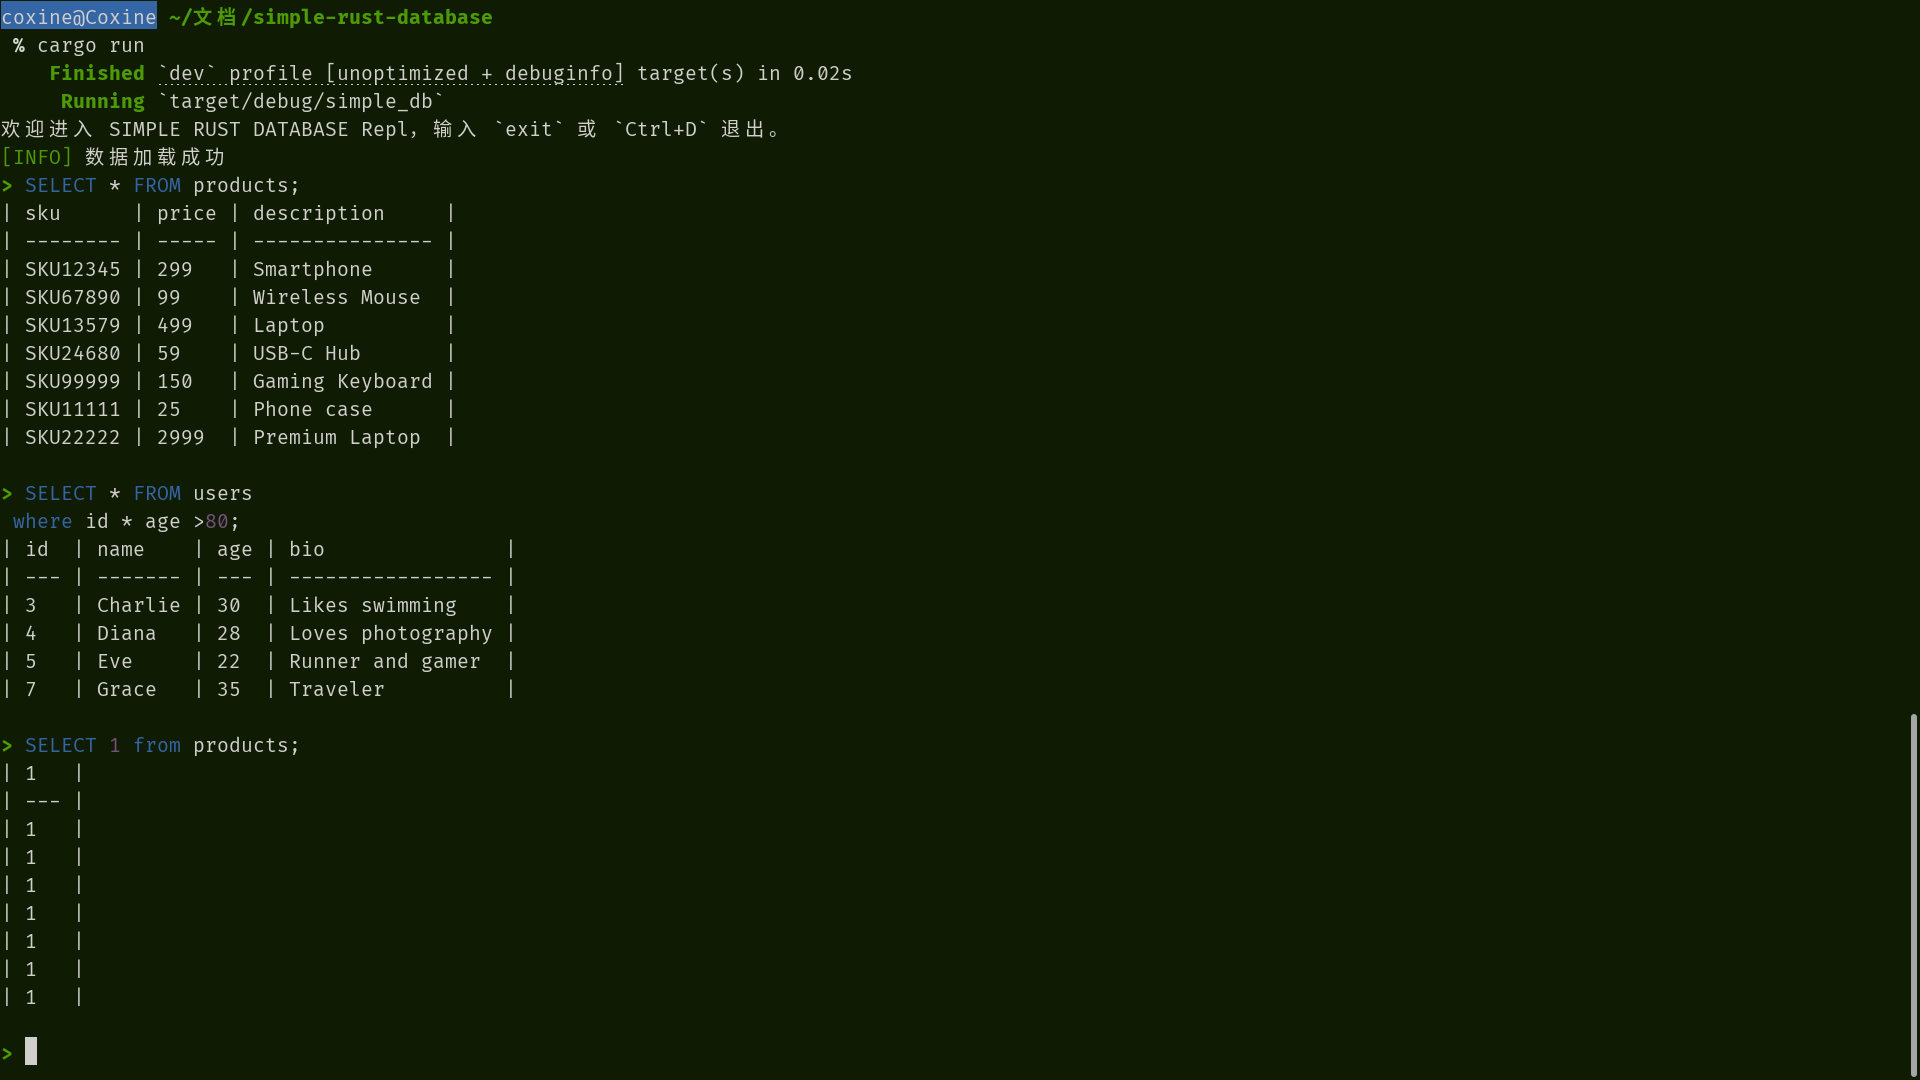 coxine@Coxine ~/文档/simple-rust-database
% cargo run
    Finished `dev` profile [unoptimized + debuginfo] target(s) in 0.02s
     Running `target/debug/simple_db`
欢迎进入 SIMPLE RUST DATABASE Repl, 输入 `exit` 或 `Ctrl+D` 退出。
[INFO] 数据加载成功
> SELECT * FROM products;
| sku      | price | description     |
| -------- | ----- | --------------- |
| SKU12345 | 299   | Smartphone      |
| SKU67890 | 99    | Wireless Mouse  |
| SKU13579 | 499   | Laptop          |
| SKU24680 | 59    | USB-C Hub       |
| SKU99999 | 150   | Gaming Keyboard |
| SKU11111 | 25    | Phone case      |
| SKU22222 | 2999  | Premium Laptop  |
> SELECT * FROM users
 where id * age >80;
| id  | name    | age | bio               |
| --- | ------- | --- | ----------------- |
| 3   | Charlie | 30  | Likes swimming    |
| 4   | Diana   | 28  | Loves photography |
| 5   | Eve     | 22  | Runner and gamer  |
| 7   | Grace   | 35  | Traveler          |
> SELECT 1 from products;
| 1   |
| --- |
| 1   |
| 1   |
| 1   |
| 1   |
| 1   |
| 1   |
| 1   |
>